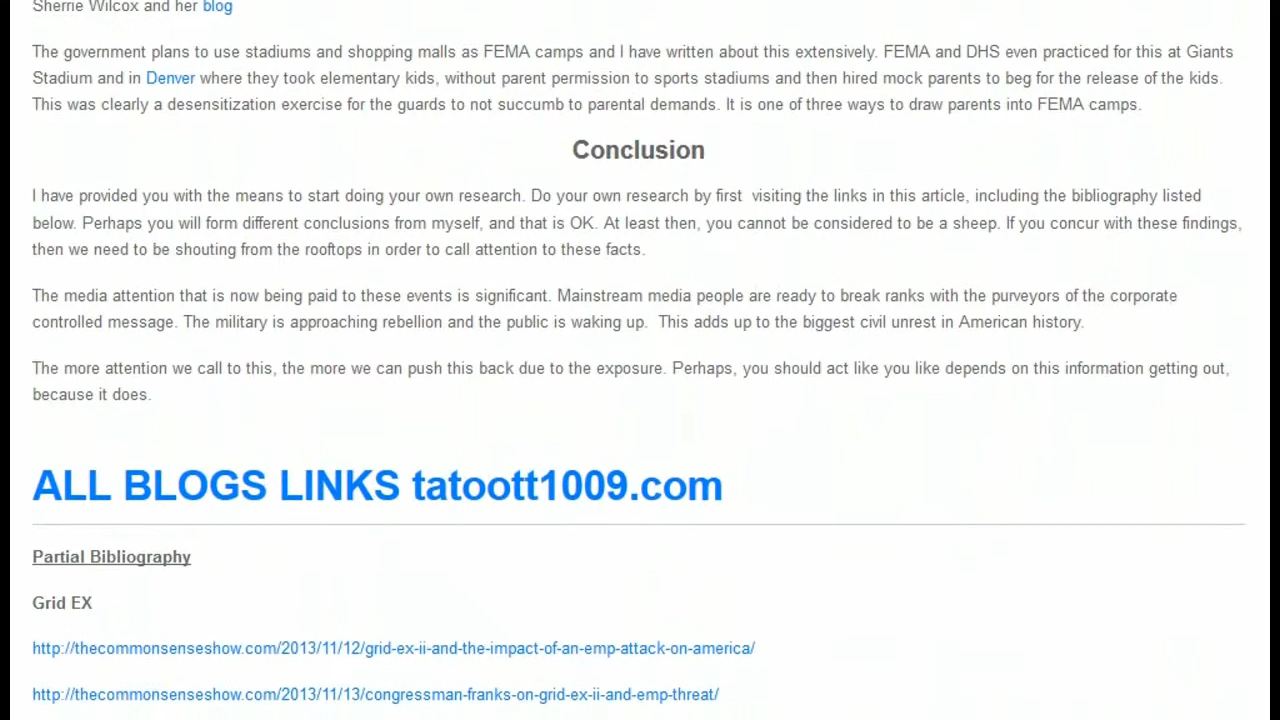 Sherrie Wilcox and her blog
The government plans to use stadiums and shopping malls as FEMA camps and I have written about this extensively. FEMA and DHS even practiced for this at Giants
Stadium and in Denver where they took elementary kids, without parent permission to sports stadiums and then hired mock parents to beg for the release of the kids.
This was clearly a desensitization exercise for the guards to not succumb to parental demands. It is one of three ways to draw parents into FEMA camps.
Conclusion
I have provided you with the means to start doing your own research. Do your own research by first  visiting the links in this article, including the bibliography listed
below. Perhaps you will form different conclusions from myself, and that is OK. At least then, you cannot be considered to be a sheep. If you concur with these findings,
then we need to be shouting from the rooftops in order to call attention to these facts.
The media attention that is now being paid to these events is significant. Mainstream media people are ready to break ranks with the purveyors of the corporate
controlled message. The military is approaching rebellion and the public is waking up.  This adds up to the biggest civil unrest in American history.
The more attention we call to this, the more we can push this back due to the exposure. Perhaps, you should act like you like depends on this information getting out,
because it does.
ALL BLOGS LINKS tatoott1009.com
Partial Bibliography
Grid EX
http://thecommonsenseshow.com/2013/11/12/grid-ex-ii-and-the-impact-of-an-emp-attack-on-america/
http://thecommonsenseshow.com/2013/11/13/congressman-franks-on-grid-ex-ii-and-emp-threat/